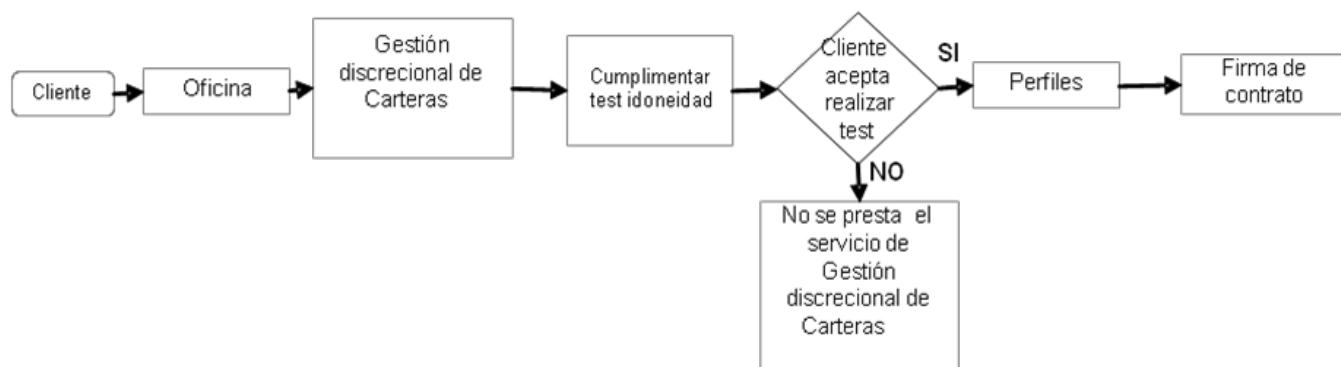 Cliente
Oficina
Gestión
discrecional de
Carteras
Cumplimentar
test idoneidad
Cliente
acepta
realizar
test
SI
Perfiles
Firma de
contrato
NO
No se presta el
servicio de
Gestión
discrecional de
Carteras